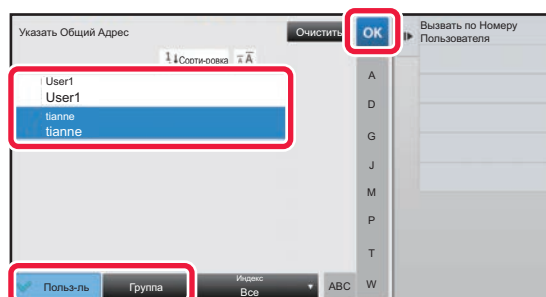 Указать Общий Адрес
Очистить
OK
Вызвать по Номеру
Пользователя
Сорти-ровка
A A
User1
User1
tianne
tianne
A
D
G
J
M
P
T
W
Польз-ль
Группа
Индекс
Все
ABC